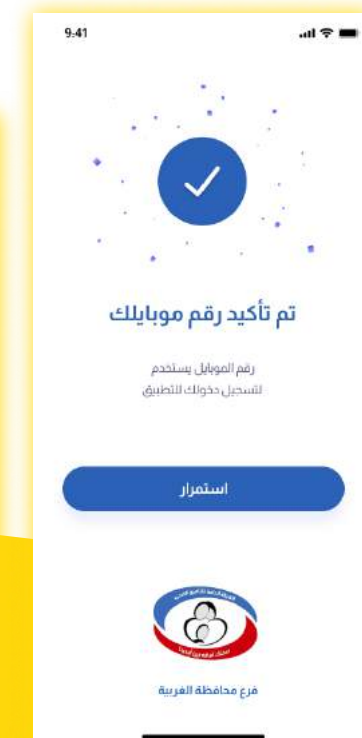 9:41
تم تأكيد رقم موبايلك
رقم الموبايل يستخدم
لتسجيل دخولك للتطبيق
استمرار
فرع محافظة الغربية